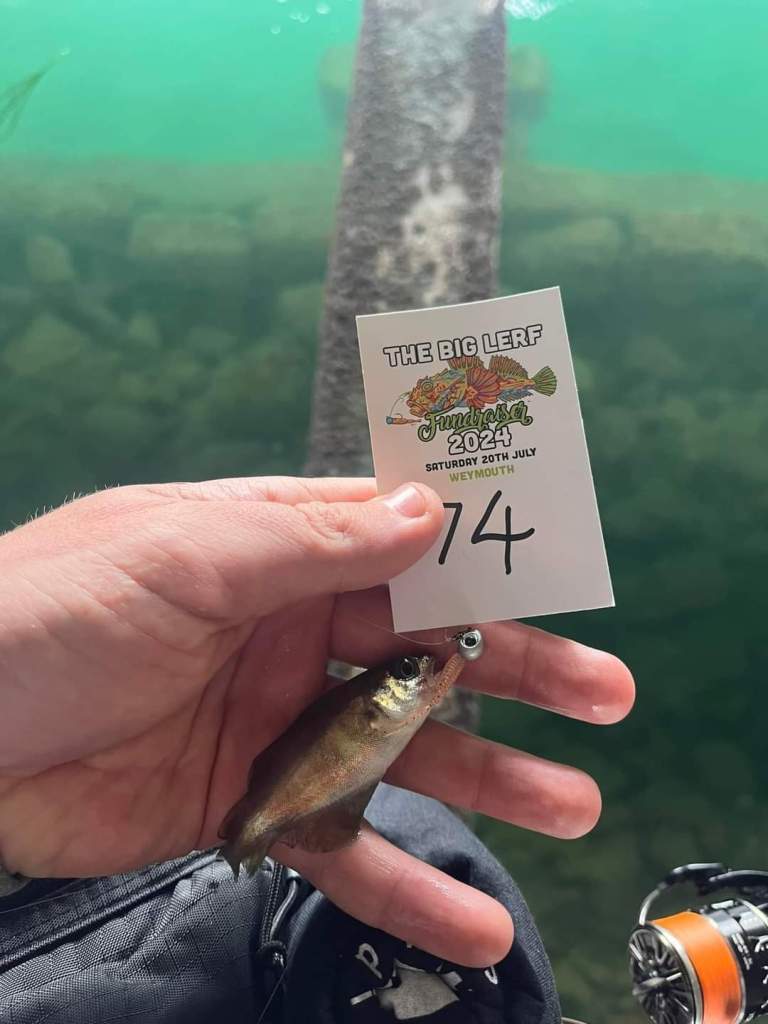 THE BIG LERF
Fundraiser
2024
SATURDAY 20TH JULY
WEYMOUTH
74